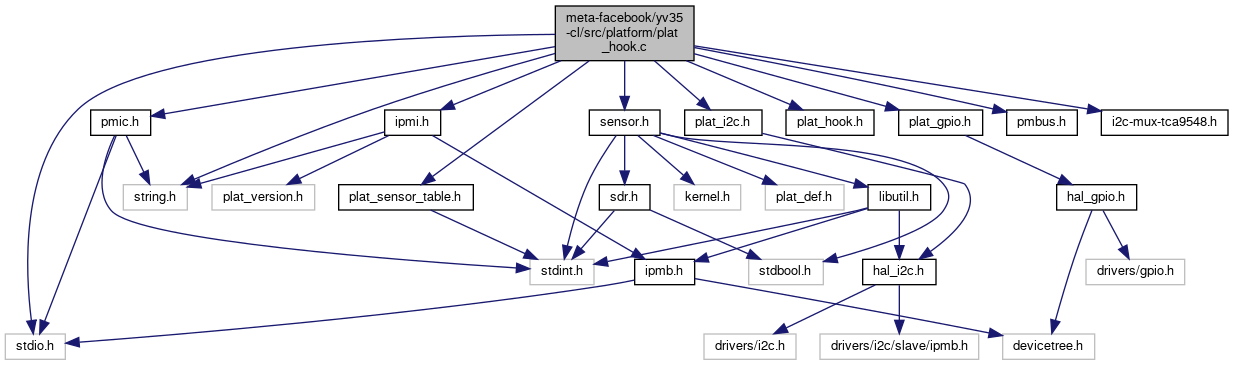 meta-facebook/yv35
-cl/src/platform/plat
_hook.c
pmic.h
ipmi.h
sensor.h
plat_i2c.h
plat_hook.h
plat_gpio.h
pmbus.h
i2c-mux-tca9548.h
string.h
plat_version.h
plat_sensor_table.h
sdr.h
kernel.h
plat_def.h
libutil.h
hal_gpio.h
stdint.h
ipmb.h
stdbool.h
hal_i2c.h
drivers/gpio.h
stdio.h
drivers/i2c.h
drivers/i2c/slave/ipmb.h
devicetree.h